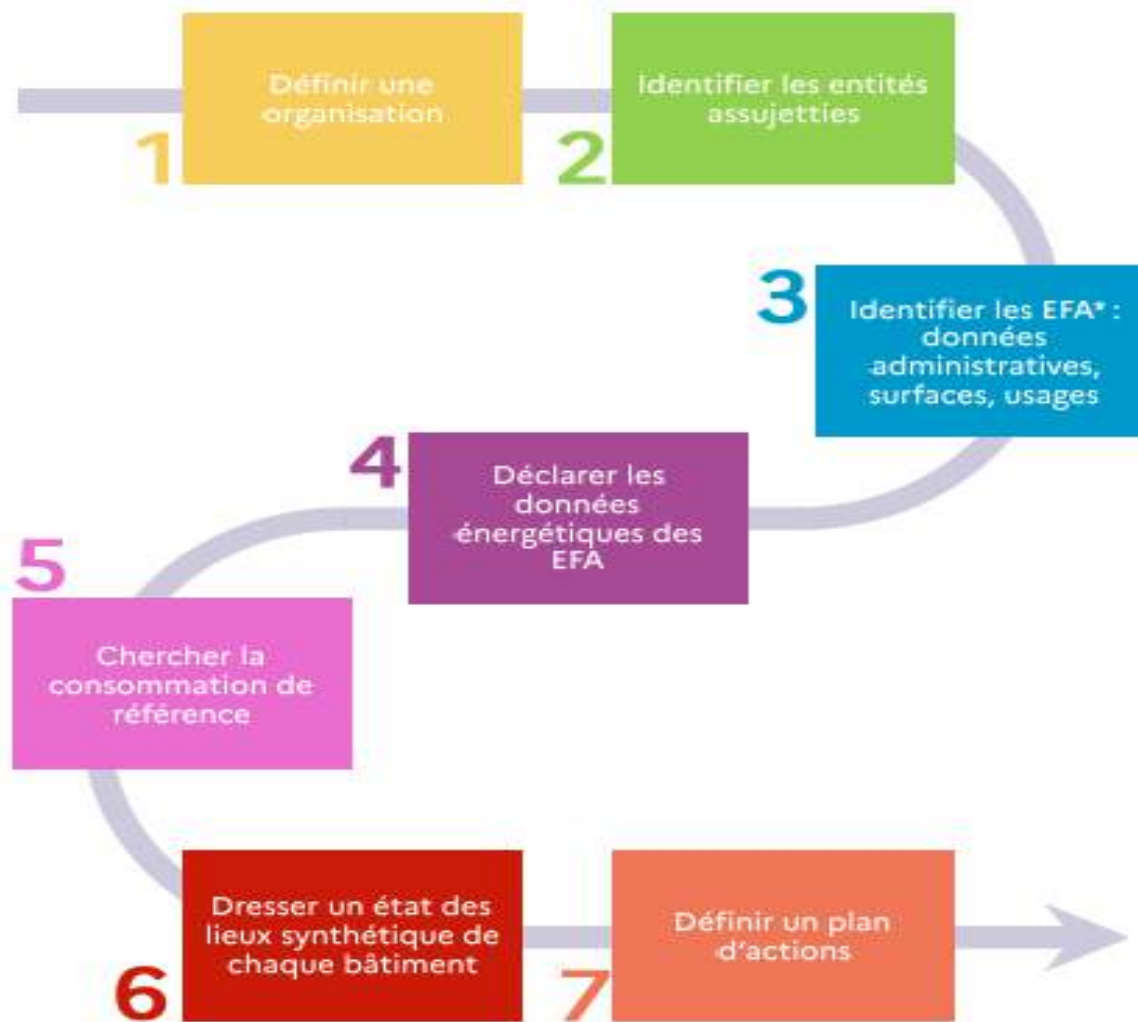 1
Définir une
organisation
2
Identifier les entités
assujetties
3
Identifier les EFA* :
données
administratives,
surfaces, usages
4
Déclarer les
données
énergétiques des
EFA
5
Chercher la
consommation de
référence
6
Dresser un état des
lieux synthétique de
chaque bâtiment
7
Définir un plan
d'actions